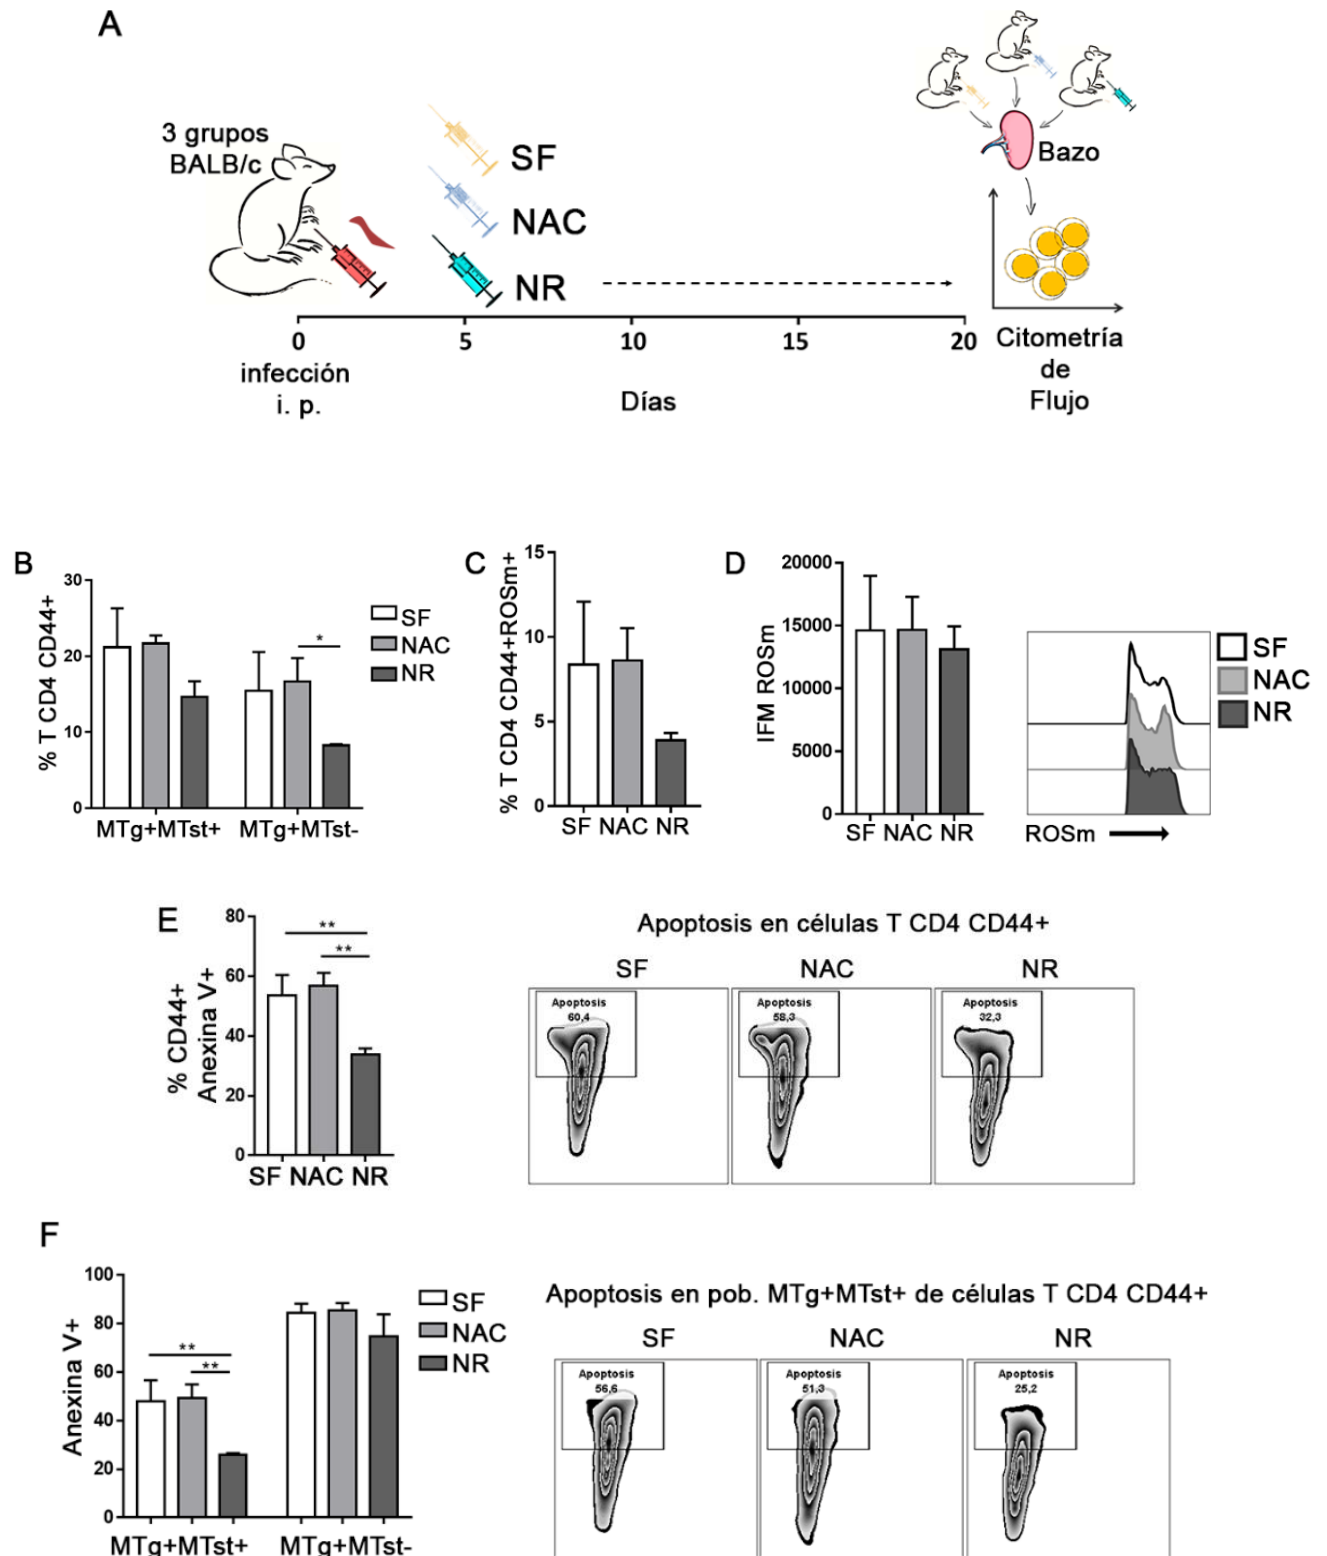 A
3 grupos
BALB/c
SF
NAC
NR
Bazo
0
5
10
15
20
infección
i. p.
Días
Citometría
de
Flujo
B
% T CD4 CD44+
30
20
10
0
*
MTg+MTst+
MTg+MTst-
SF
NAC
NR
C
% T CD4 CD44+ROSm+
15
10
5
0
SF NAC NR
D
IFM ROSm
20000
15000
10000
5000
0
SF NAC NR
ROSm
SF
NAC
NR
E
% CD44+
Anexina V+
80
60
40
20
0
**
**
SF NAC NR
Apoptosis en células T CD4 CD44+
SF
NAC
NR
Apoptosis
60,4
Apoptosis
58,3
Apoptosis
32,3
F
Anexina V+
100
80
60
40
20
0
**
**
MTg+MTst+
MTg+MTst-
SF
NAC
NR
Apoptosis en pob. MTg+MTst+ de células T CD4 CD44+
SF
NAC
NR
Apoptosis
56,6
Apoptosis
51,3
Apoptosis
25,2